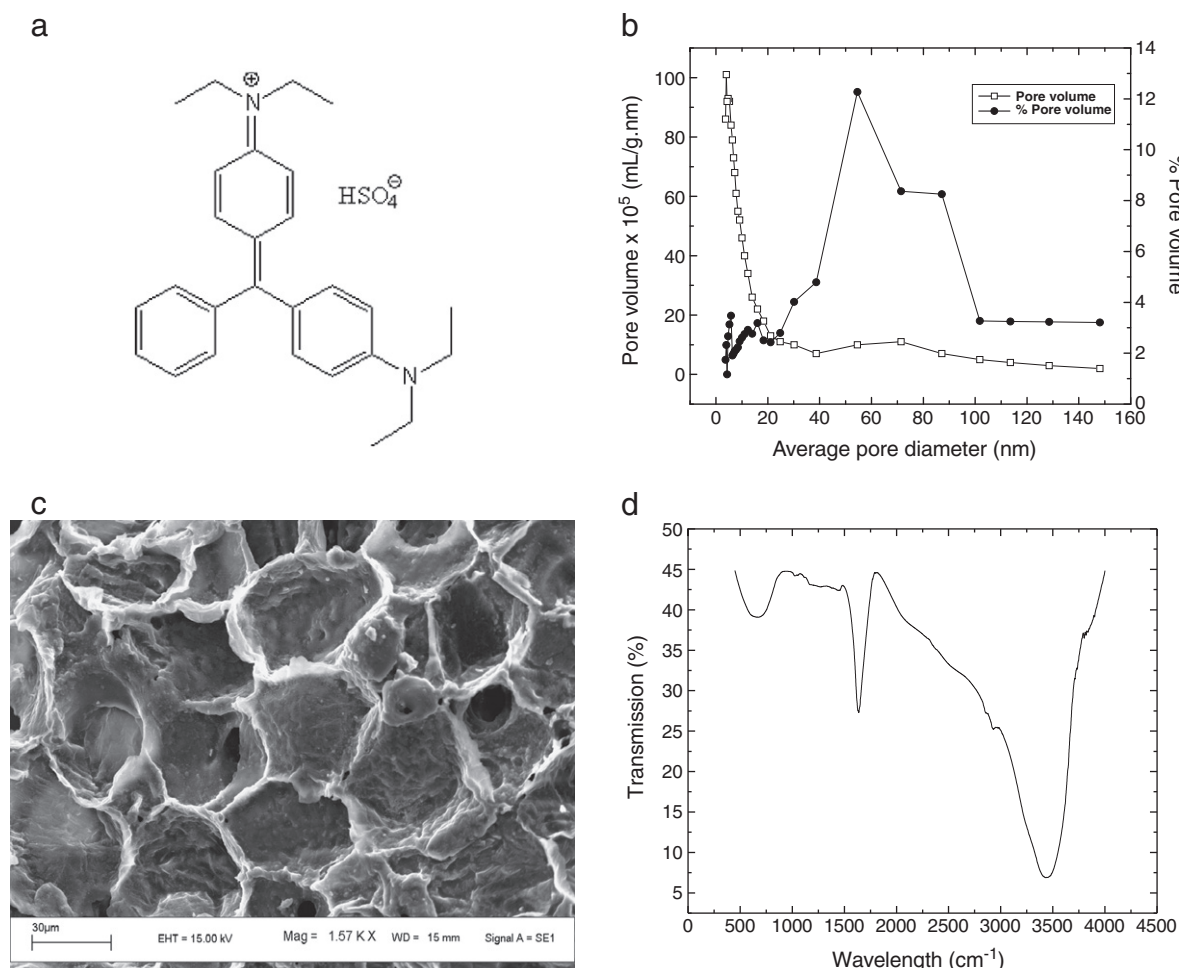 a
⊕
N
HSO₄⊖
N
b
Pore volume x 10⁵ (mL/g.nm)
100
80
60
40
20
0
Pore volume
% Pore volume
14
12
10
8
6
4
2
0
% Pore volume
0 20 40 60 80 100 120 140 160
Average pore diameter (nm)
c
30µm
EHT = 15.00 kV Mag = 1.57 K X WD = 15 mm Signal A = SE1
d
Transmission (%)
50
45
40
35
30
25
20
15
10
5
0 500 1000 1500 2000 2500 3000 3500 4000 4500
Wavelength (cm⁻¹)